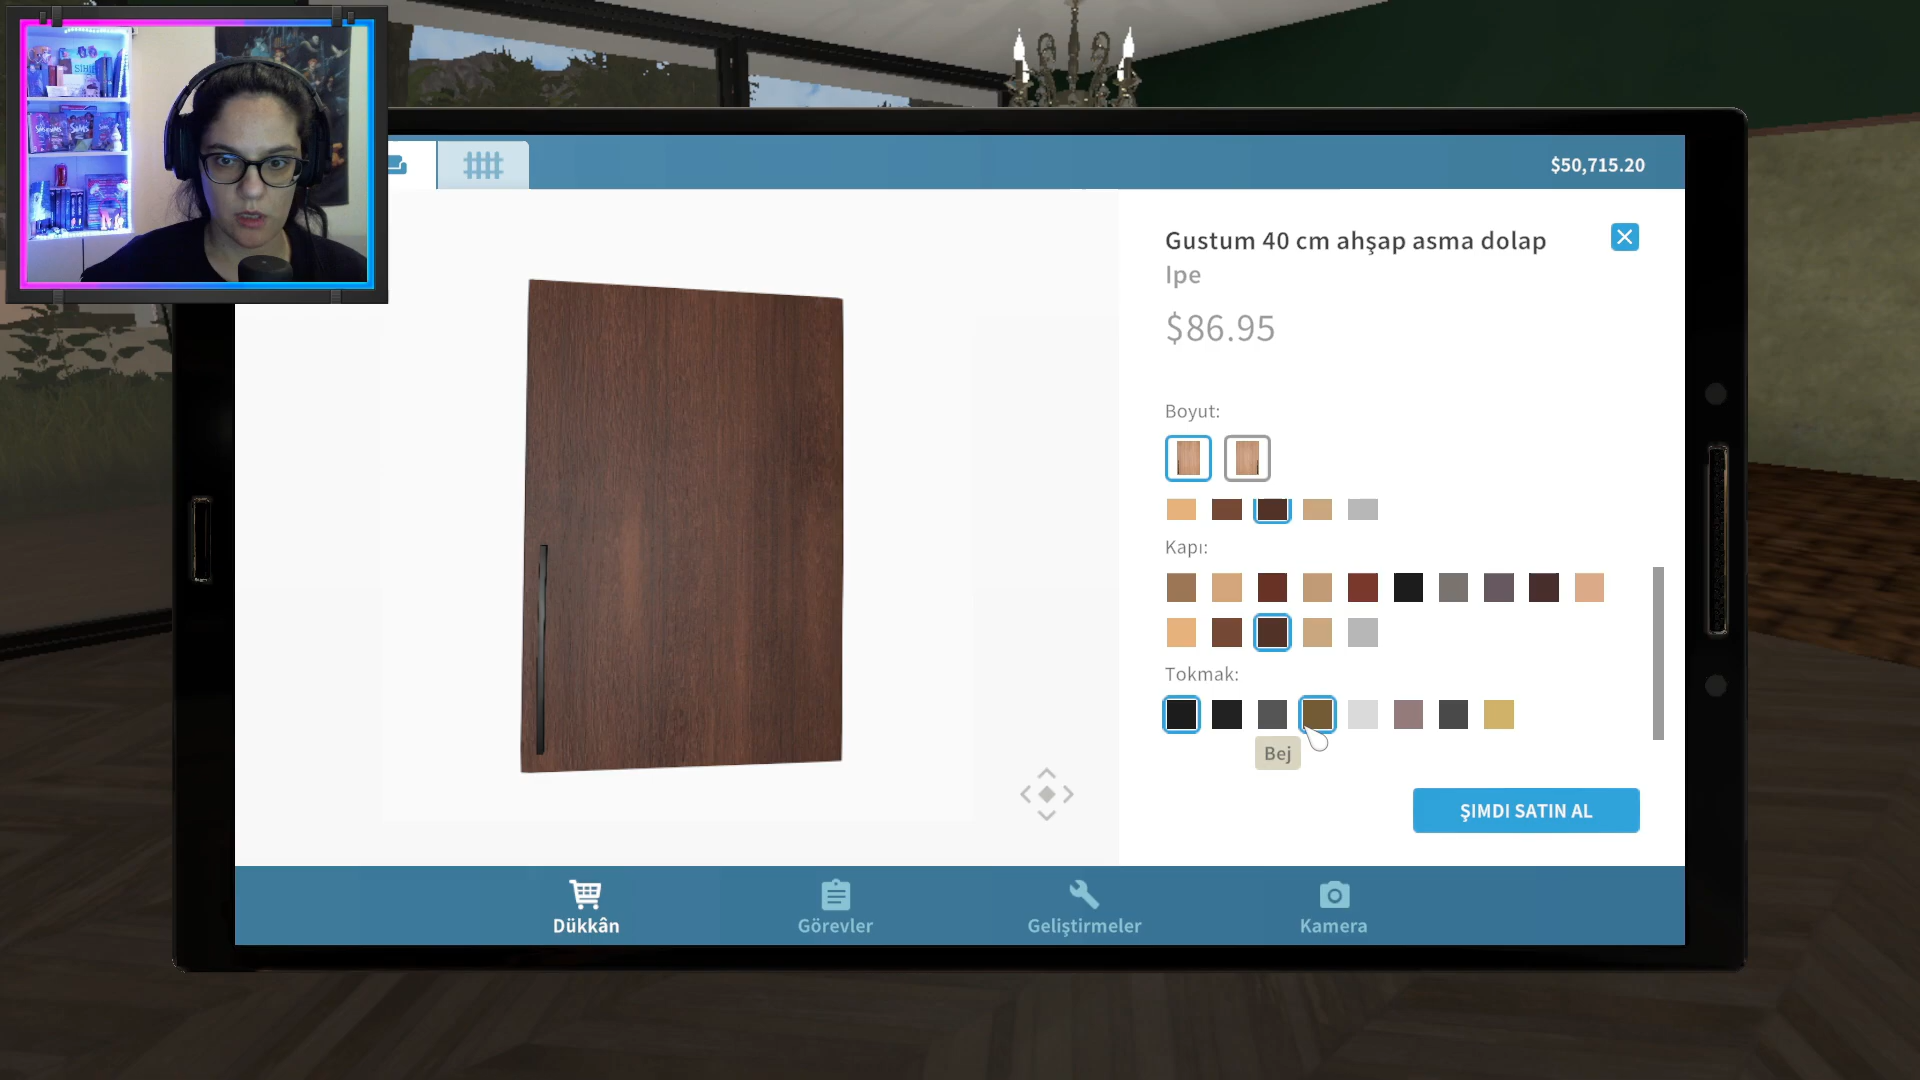 $50,715.20
Gustum 40 cm ahşap asma dolap
Ipe
$86.95
Boyut:
Kapı:
Tokmak:
Bej
ŞIMDI SATIN AL
Dükkân
Görevler
Geliştirmeler
Kamera